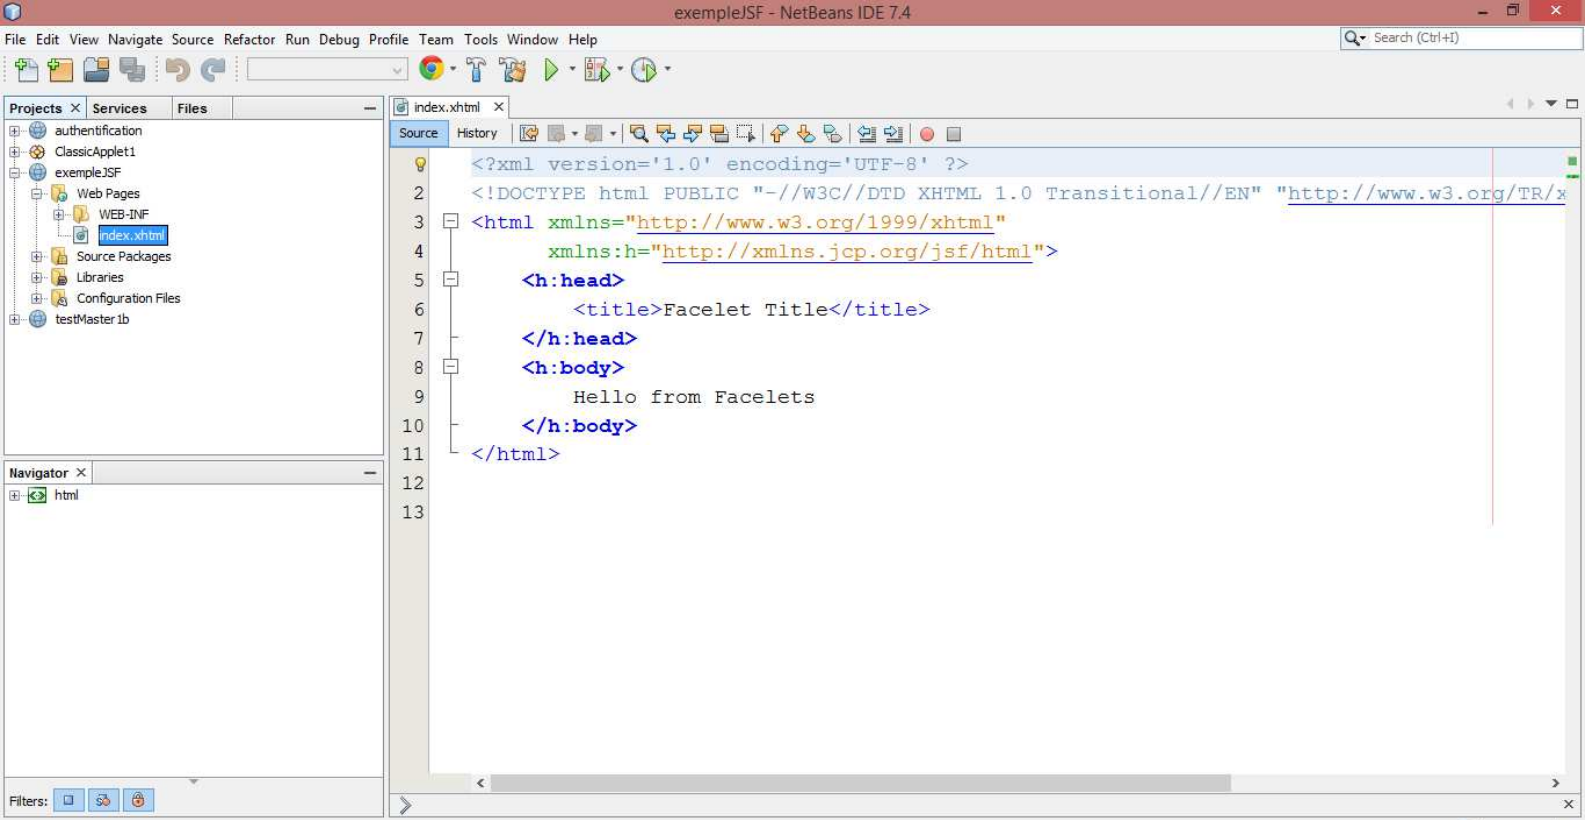 exempleJSF - NetBeans IDE 7.4
File Edit View Navigate Source Refactor Run Debug Profile Team Tools Window Help
Search (Ctrl+I)
Projects Services Files
authentification
ClassicApplet1
exempleJSF
Web Pages
WEB-INF
index.xhtml
Source Packages
Libraries
Configuration Files
testMaster1b
Navigator
html
Filters:
index.xhtml
Source History
<?xml version='1.0' encoding='UTF-8' ?>
2 <!DOCTYPE html PUBLIC "-//W3C//DTD XHTML 1.0 Transitional//EN" "http://www.w3.org/TR/x
3 <html xmlns="http://www.w3.org/1999/xhtml"
4 xmlns:h="http://xmlns.jcp.org/jsf/html">
5 <h:head>
6 <title>Facelet Title</title>
7 </h:head>
8 <h:body>
9 Hello from Facelets
10 </h:body>
11 </html>
12
13